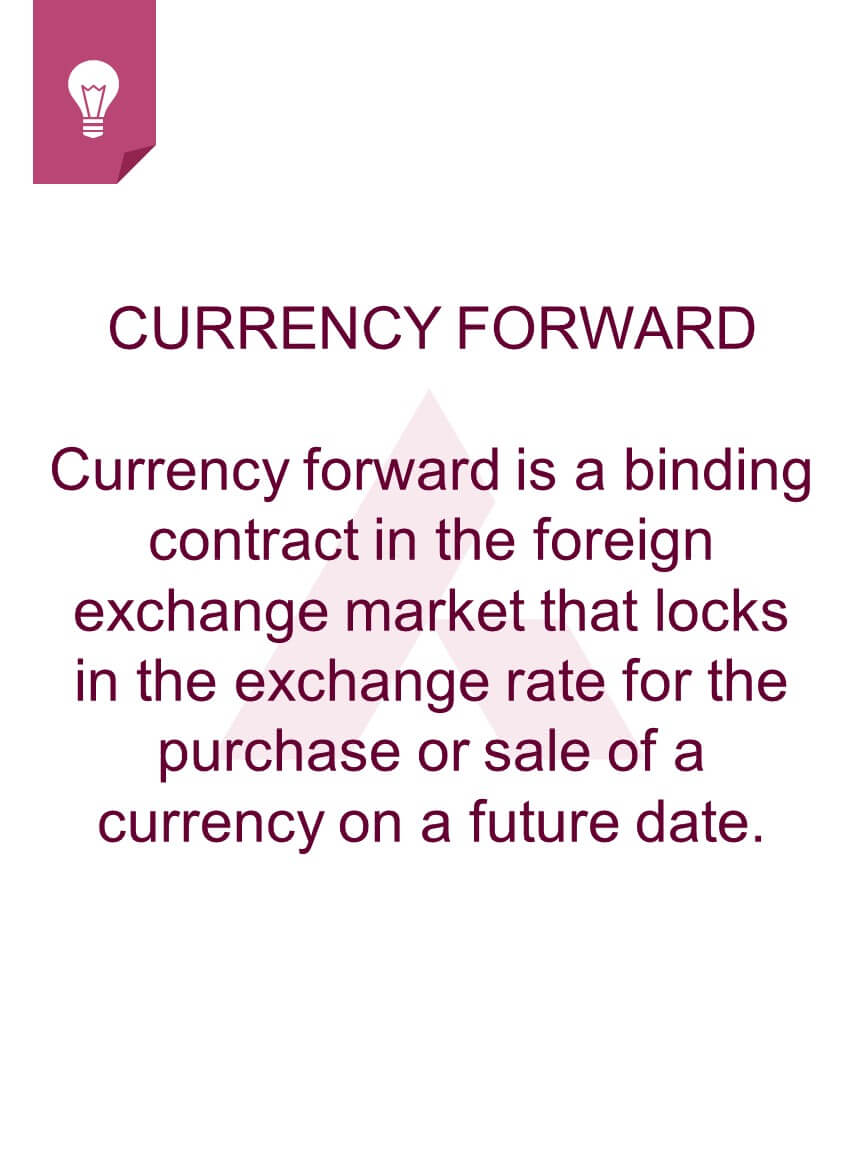 CURRENCY FORWARD
Currency forward is a binding
contract in the foreign
exchange market that locks
in the exchange rate for the
purchase or sale of a
currency on a future date.